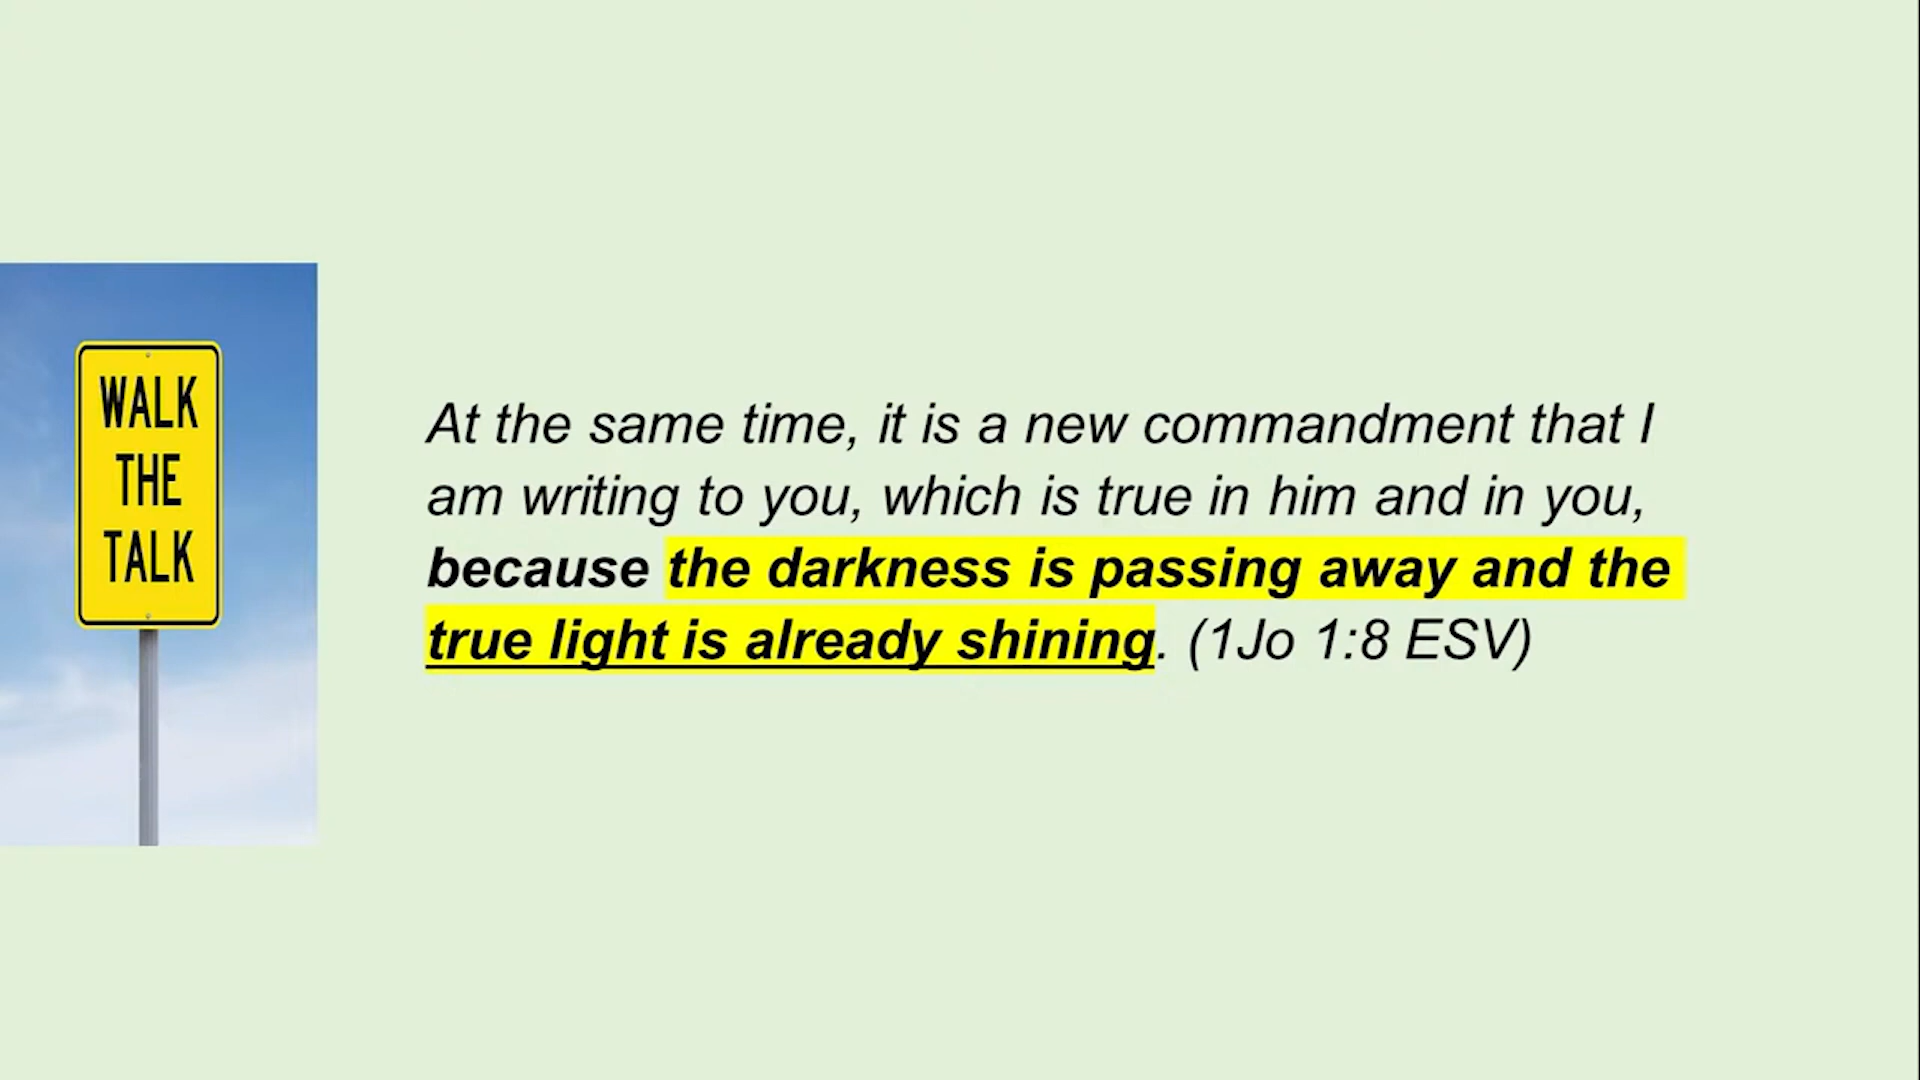 WALK
THE
TALK
At the same time, it is a new commandment that I
am writing to you, which is true in him and in you,
because the darkness is passing away and the
true light is already shining. (1Jo 1:8 ESV)